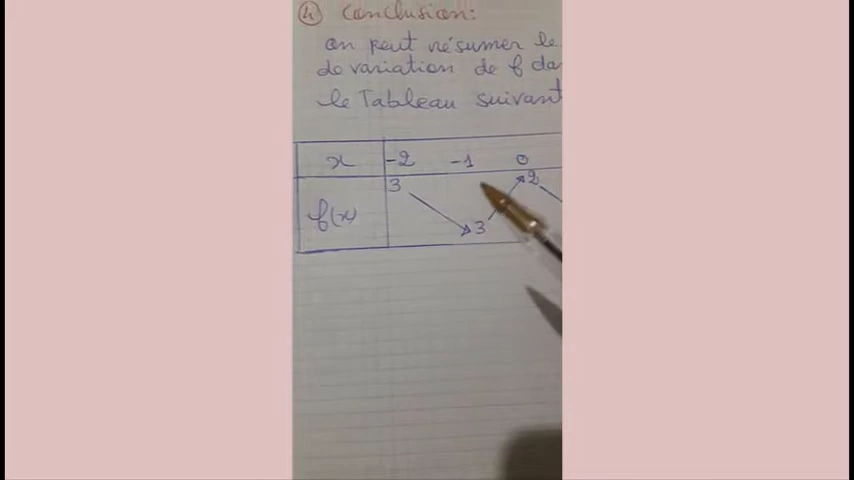 4 Conclusion:
on peut résumer le
de variation de f da
le Tableau suivant
x -2 -1 0
3 2
f(x)
3